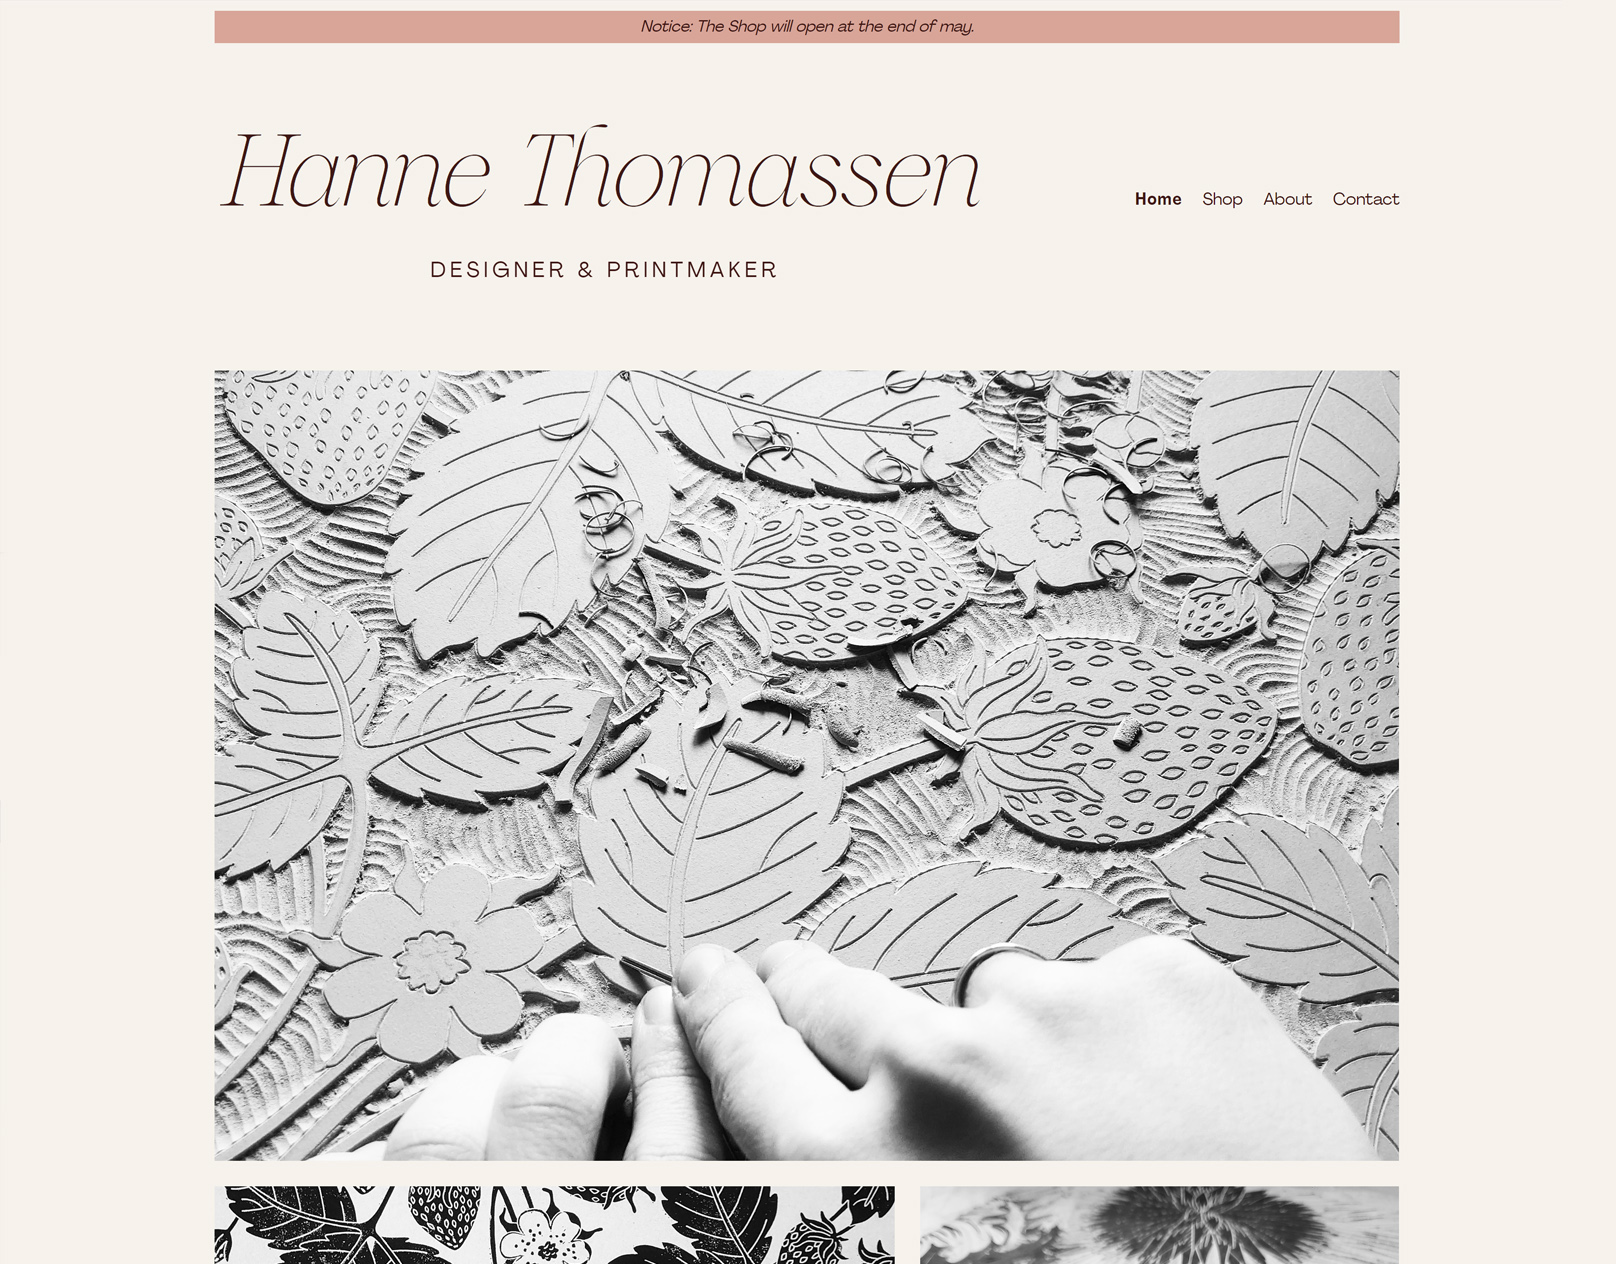 Notice: The Shop will open at the end of may.
Hanne Thomassen
Home Shop About Contact
DESIGNER & PRINTMAKER